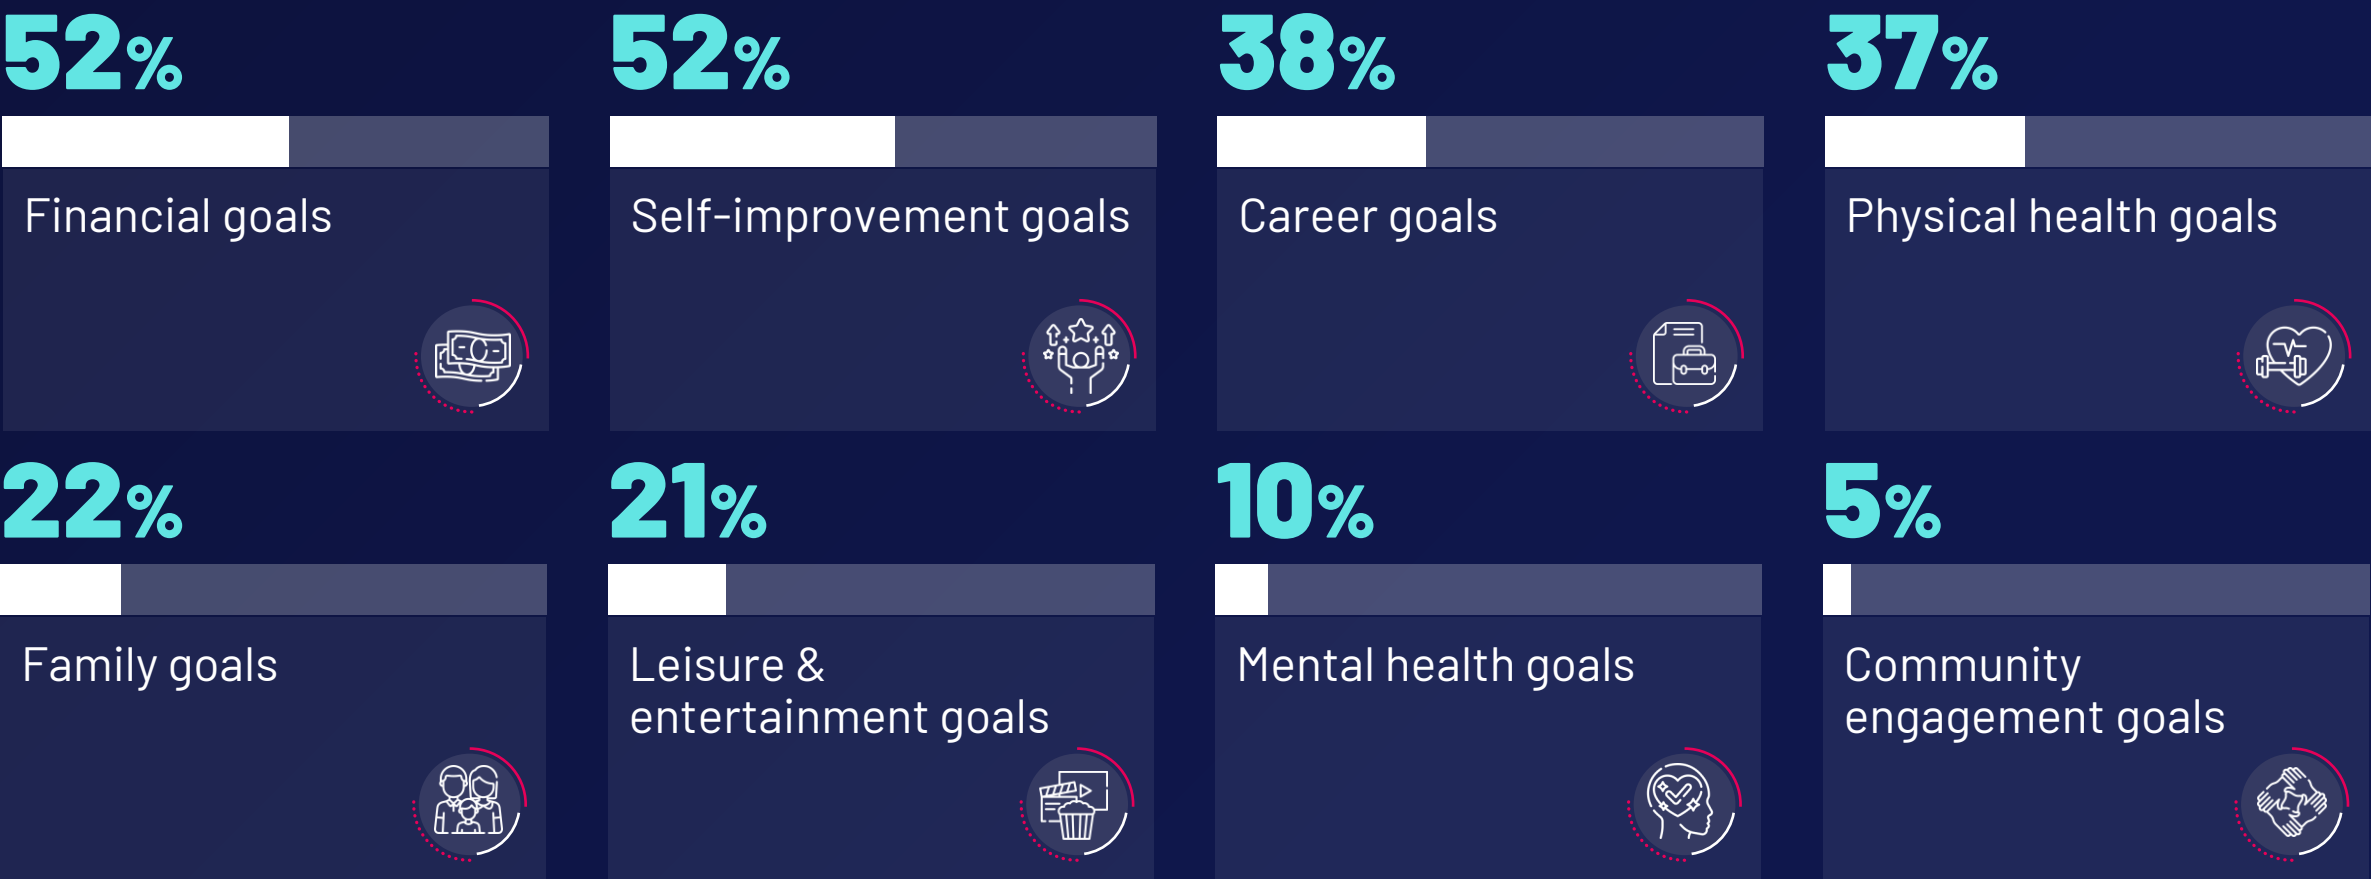 52%
52%
38%
37%
Financial goals
Self-improvement goals
Career goals
Physical health goals
22%
21%
10%
5%
Family goals
Leisure &
entertainment goals
Mental health goals
Community
engagement goals